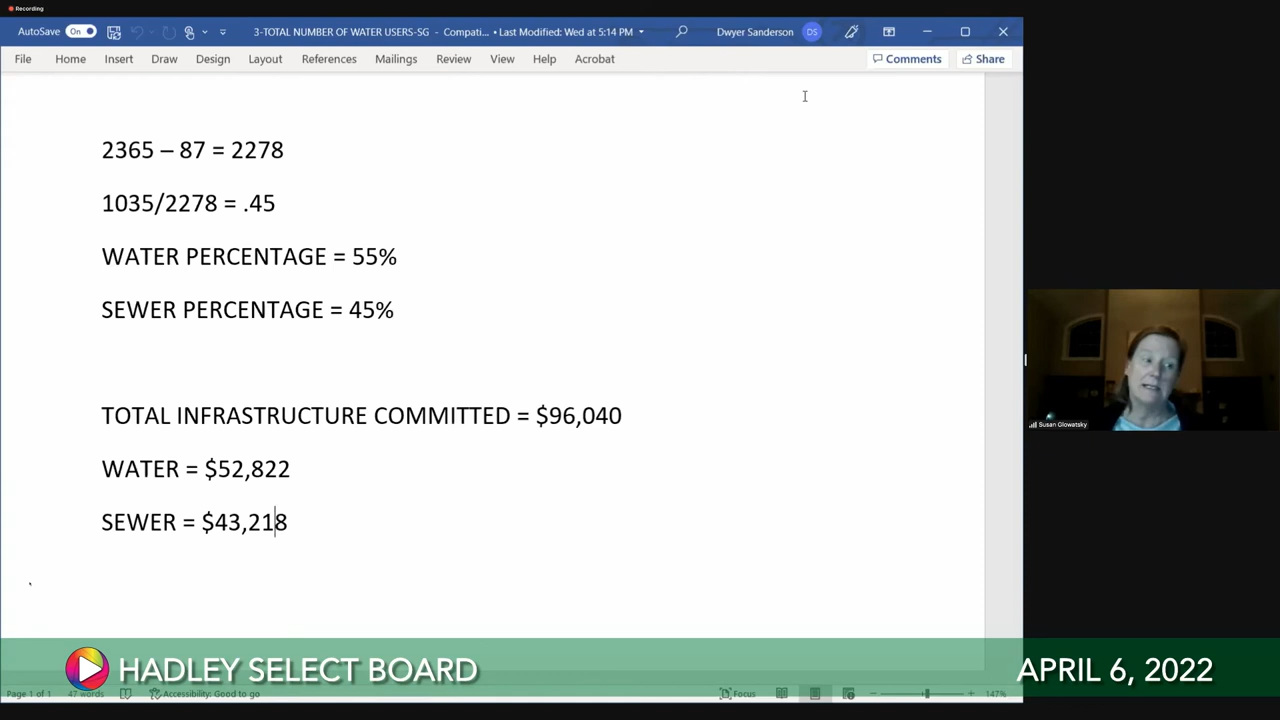 Recording
AutoSave On 3-TOTAL NUMBER OF WATER USERS-SG - Compati... • Last Modified: Wed at 5:14 PM Dwyer Sanderson DS
File Home Insert Draw Design Layout References Mailings Review View Help Acrobat Comments Share
2365 – 87 = 2278
1035/2278 = .45
WATER PERCENTAGE = 55%
SEWER PERCENTAGE = 45%
TOTAL INFRASTRUCTURE COMMITTED = $96,040
WATER = $52,822
SEWER = $43,218
Susan Glowatsky
HADLEY SELECT BOARD APRIL 6, 2022
Page 1 of 1 47 words Accessibility: Good to go Focus 147%